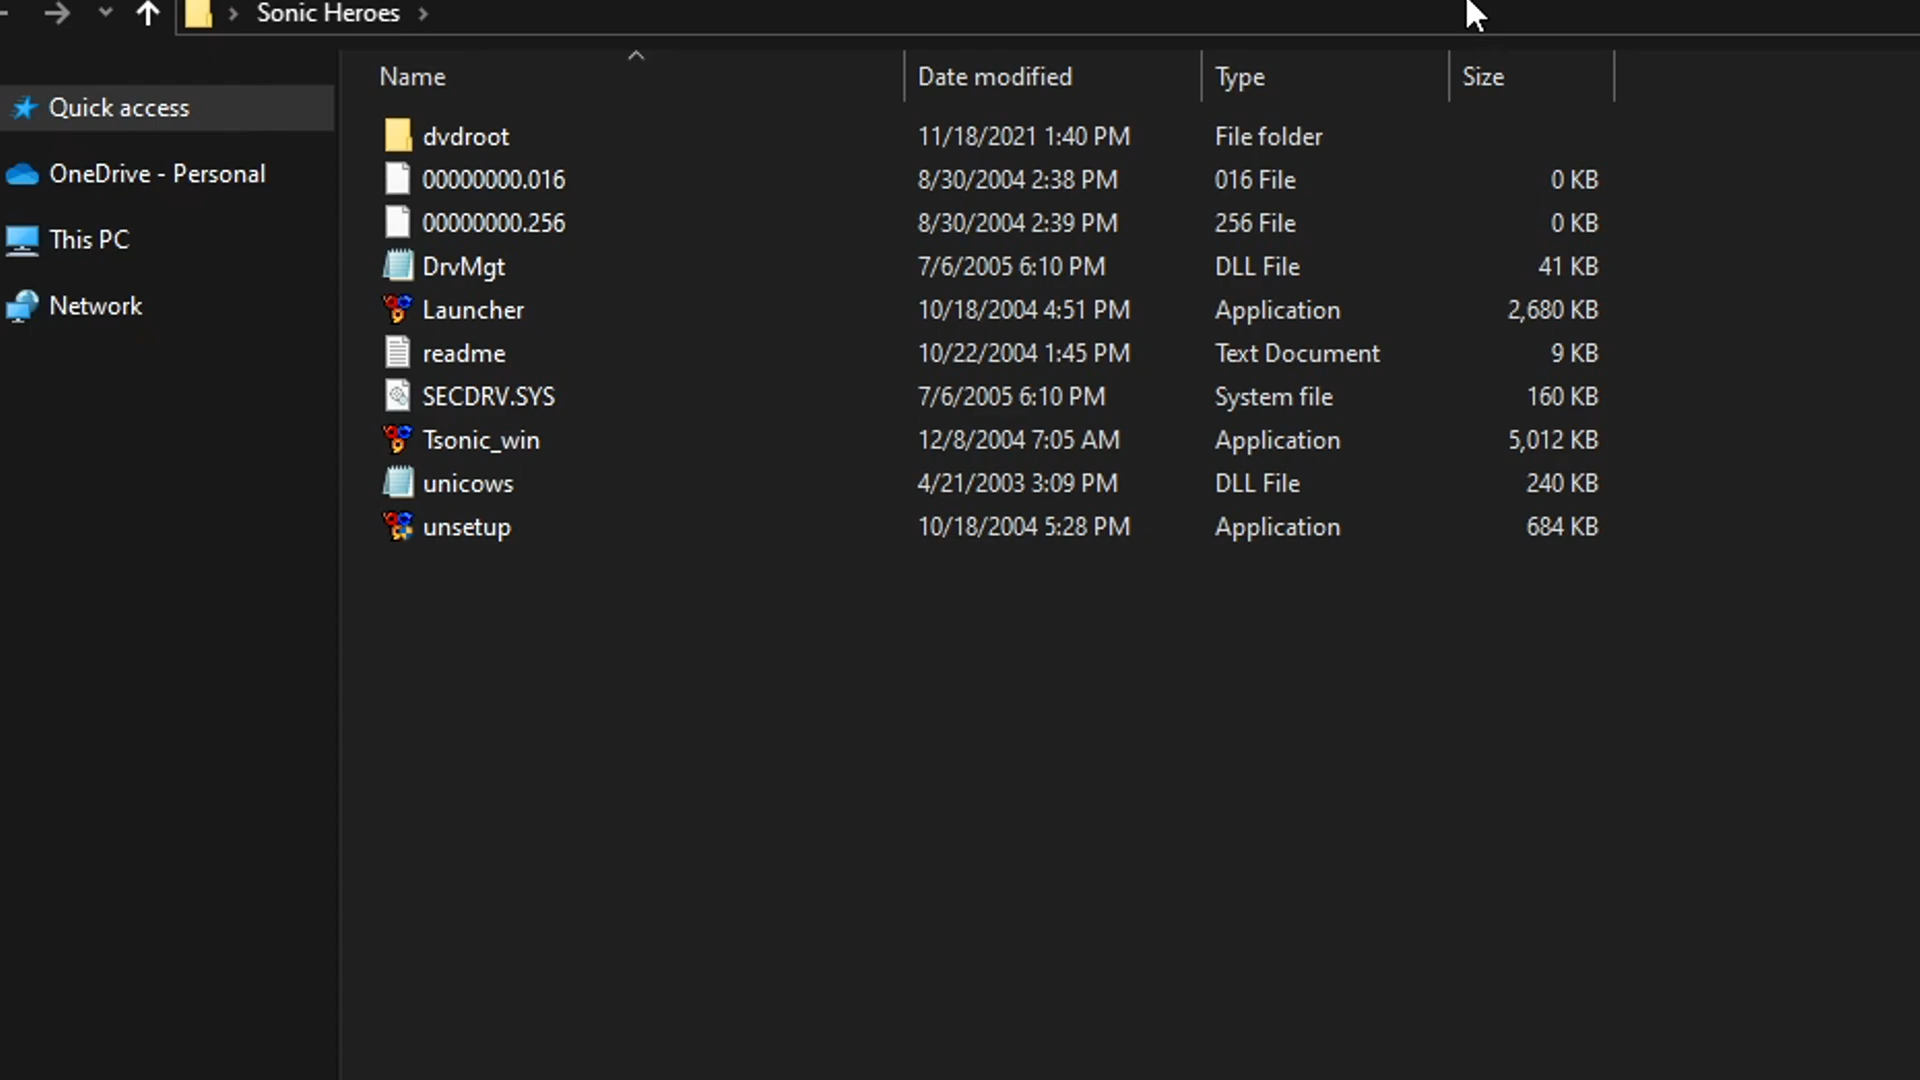 Sonic Heroes
Name Date modified Type Size
Quick access
OneDrive - Personal
This PC
Network
dvdroot 11/18/2021 1:40 PM File folder
00000000.016 8/30/2004 2:38 PM 016 File 0 KB
00000000.256 8/30/2004 2:39 PM 256 File 0 KB
DrvMgt 7/6/2005 6:10 PM DLL File 41 KB
Launcher 10/18/2004 4:51 PM Application 2,680 KB
readme 10/22/2004 1:45 PM Text Document 9 KB
SECDRV.SYS 7/6/2005 6:10 PM System file 160 KB
Tsonic_win 12/8/2004 7:05 AM Application 5,012 KB
unicows 4/21/2003 3:09 PM DLL File 240 KB
unsetup 10/18/2004 5:28 PM Application 684 KB